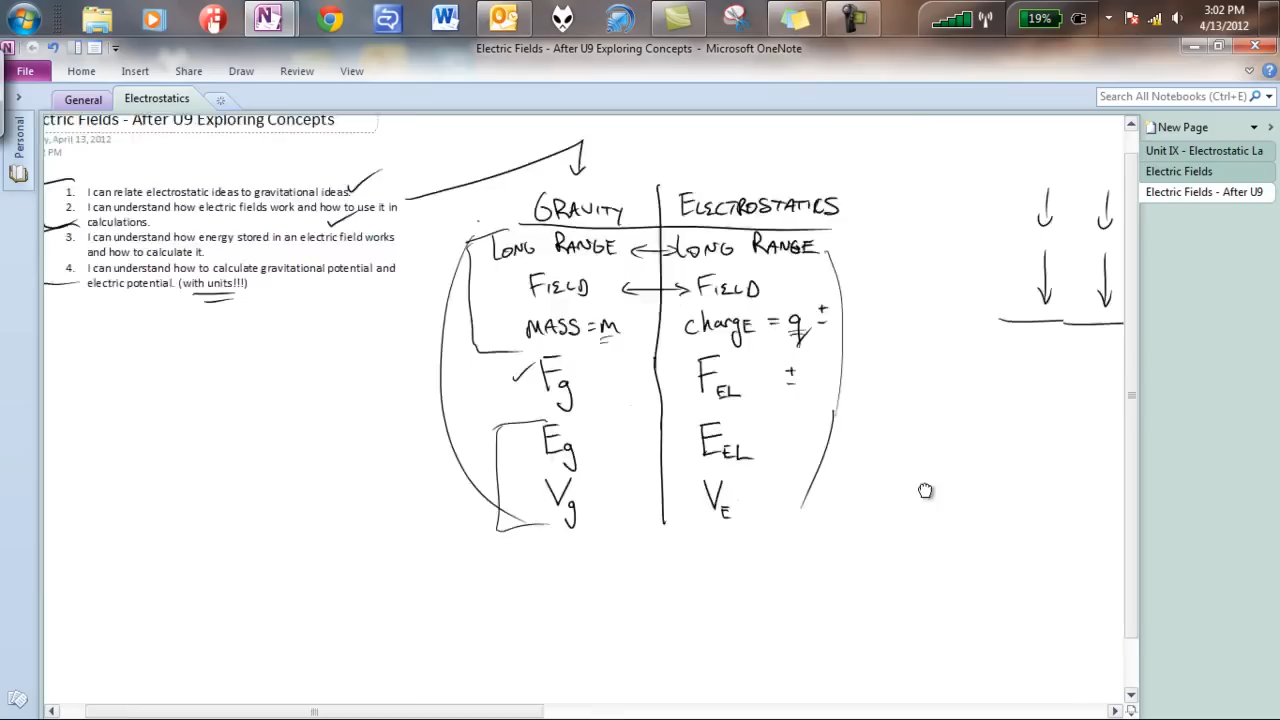 3:02 PM
19%
4/13/2012
Electric Fields - After U9 Exploring Concepts - Microsoft OneNote
File Home Insert Share Draw Review View
General Electrostatics
Search All Notebooks (Ctrl+E)
Personal
New Page
Unit IX - Electrostatic La
Electric Fields
Electric Fields - After U9
ctric Fields - After U9 Exploring Concepts
y, April 13, 2012
PM
1. I can relate electrostatic ideas to gravitational ideas.
2. I can understand how electric fields work and how to use it in
calculations.
3. I can understand how energy stored in an electric field works
and how to calculate it.
4. I can understand how to calculate gravitational potential and
electric potential. (with units!!!)
GRAVITY ELECTROSTATICS
LONG RANGE ↔ LONG RANGE
FIELD ↔ FIELD
MASS = m chargE = q ±
Fg FEL ±
Eg EEL
Vg VE